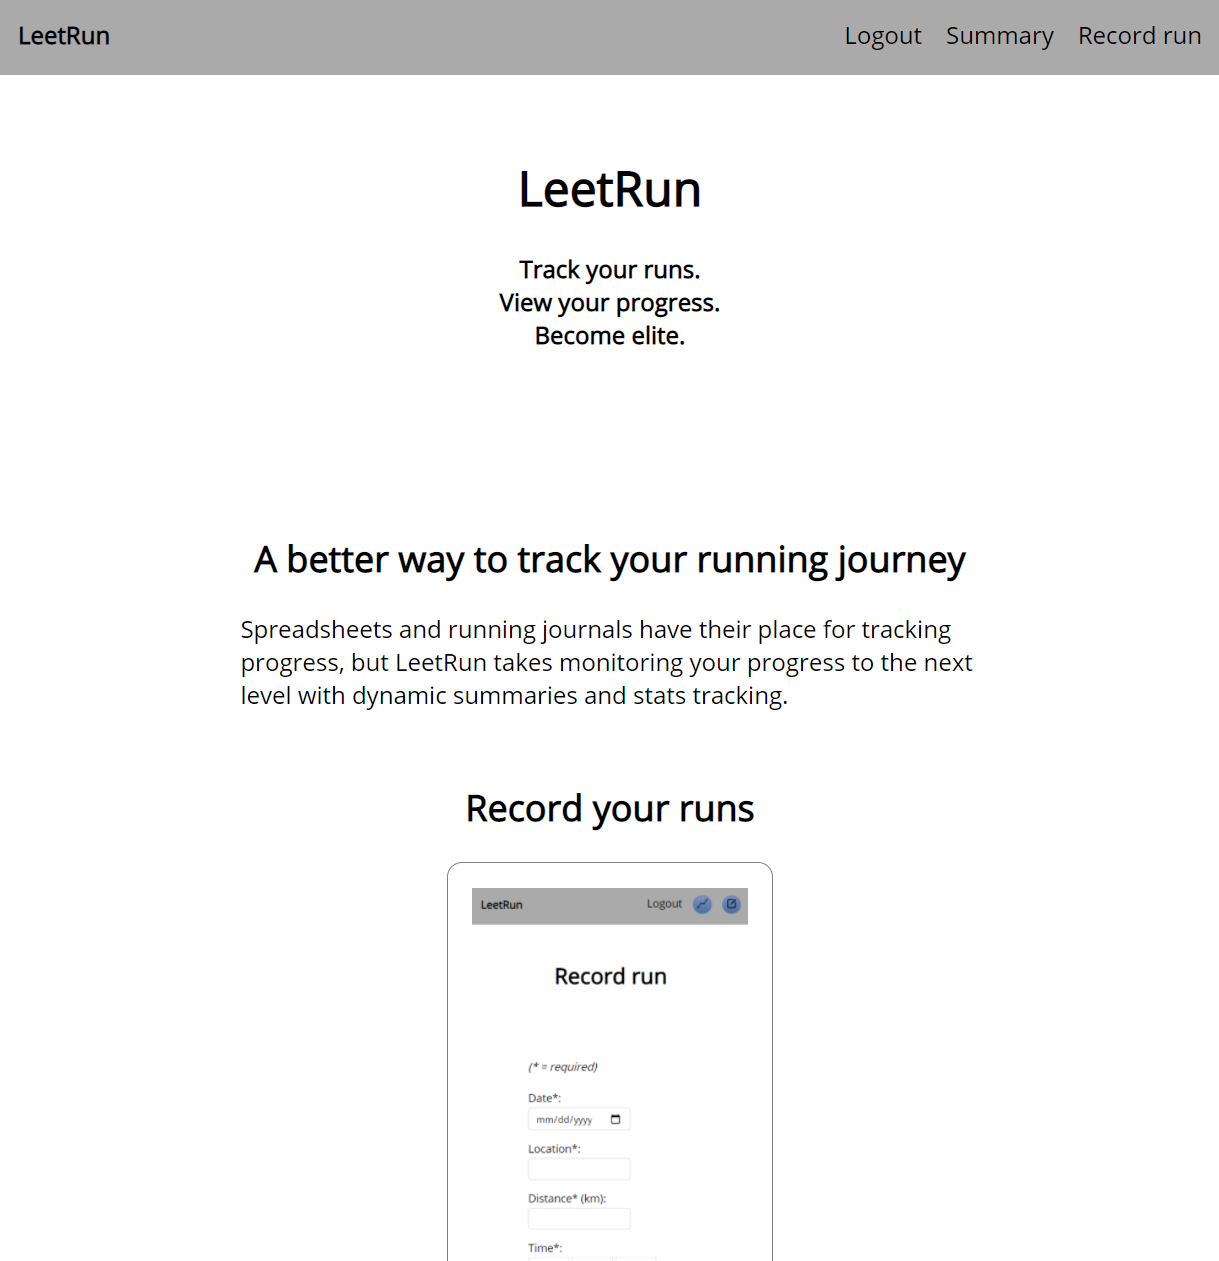 LeetRun
Logout Summary Record run
LeetRun
Track your runs.
View your progress.
Become elite.
A better way to track your running journey
Spreadsheets and running journals have their place for tracking
progress, but LeetRun takes monitoring your progress to the next
level with dynamic summaries and stats tracking.
Record your runs
LeetRun
Logout
Record run
(* = required)
Date*:
mm/dd/yyyy
Location*:
Distance* (km):
Time*: